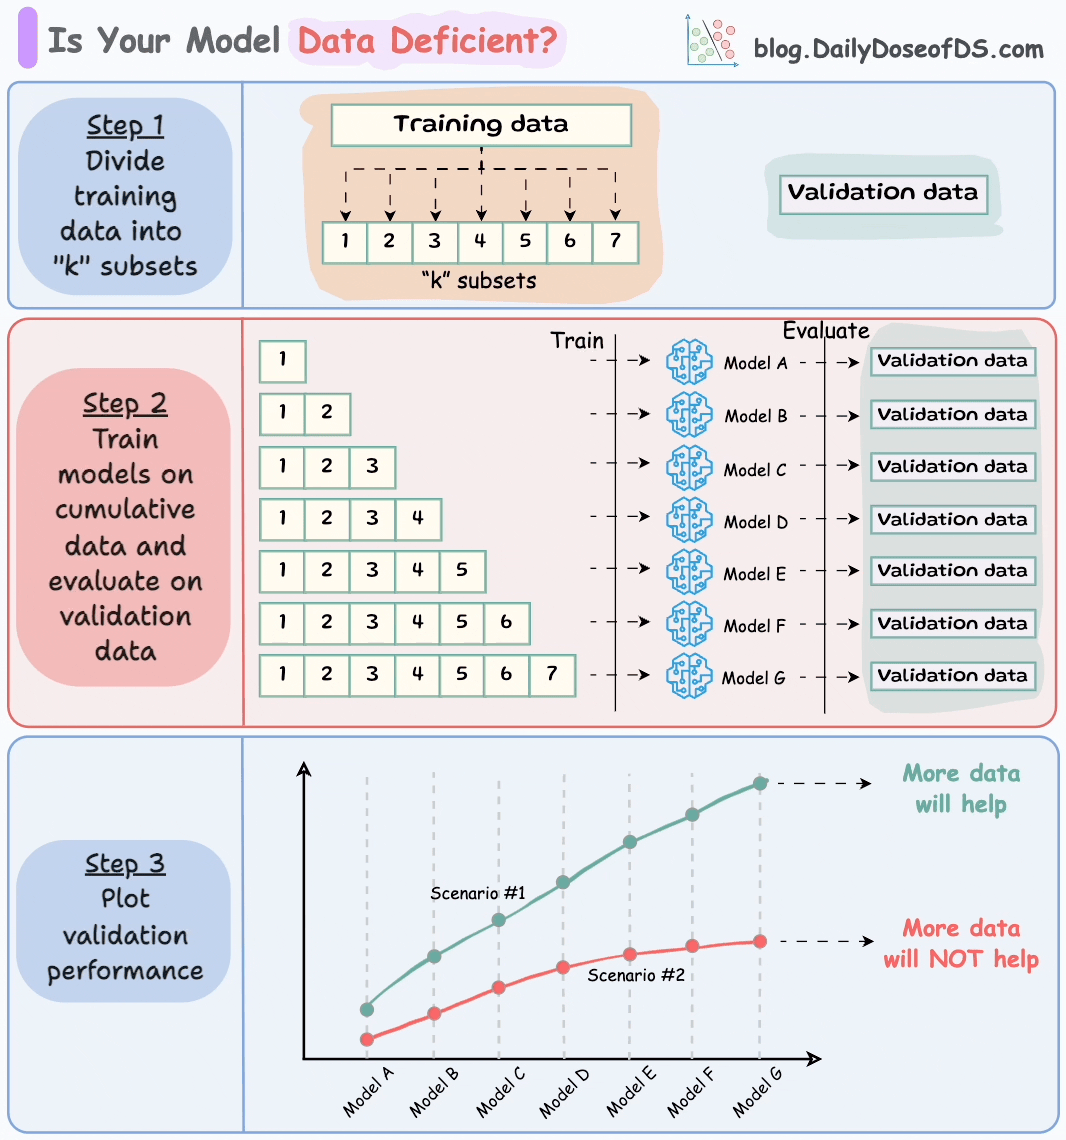 Is Your Model Data Deficient?
blog.DailyDoseofDS.com
Step 1
Divide
training
data into
"k" subsets
Training data
1 2 3 4 5 6 7
“k” subsets
Validation data
Step 2
Train
models on
cumulative
data and
evaluate on
validation
data
Train
Evaluate
1 Model A Validation data
1 2 Model B Validation data
1 2 3 Model C Validation data
1 2 3 4 Model D Validation data
1 2 3 4 5 Model E Validation data
1 2 3 4 5 6 Model F Validation data
1 2 3 4 5 6 7 Model G Validation data
Step 3
Plot
validation
performance
Scenario #1
More data
will help
Scenario #2
More data
will NOT help
Model A
Model B
Model C
Model D
Model E
Model F
Model G